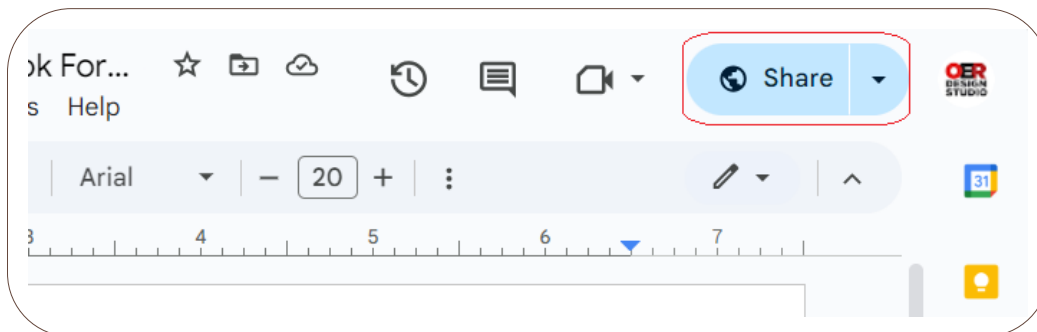 ok For...
s Help
Share
OER
DESIGN
STUDIO
Arial
20
31
3 4 5 6 7